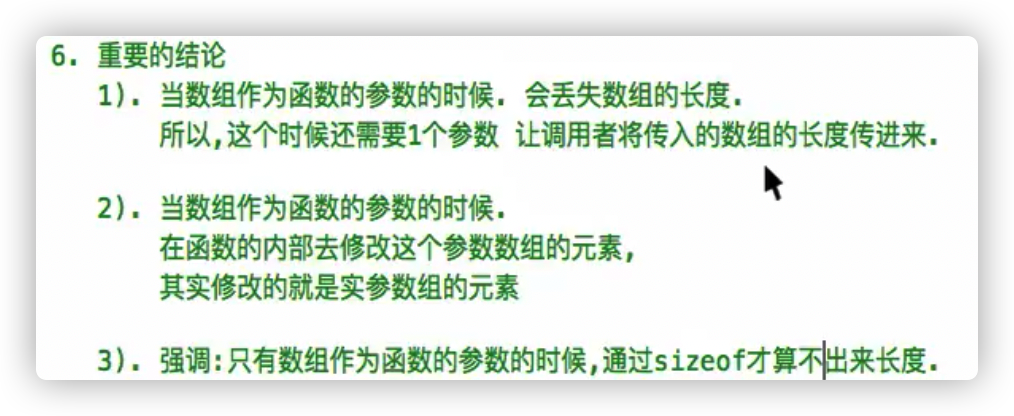 6. 重要的结论
1). 当数组作为函数的参数的时候. 会丢失数组的长度.
所以,这个时候还需要1个参数 让调用者将传入的数组的长度传进来.
2). 当数组作为函数的参数的时候.
在函数的内部去修改这个参数数组的元素,
其实修改的就是实参数组的元素
3). 强调:只有数组作为函数的参数的时候,通过sizeof才算不出来长度.